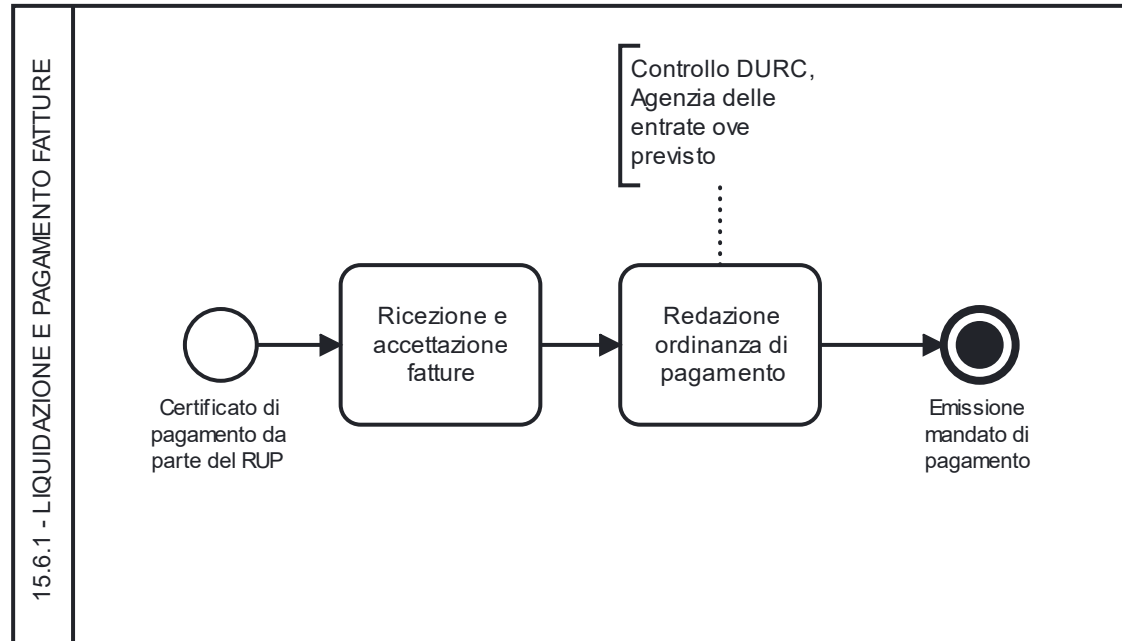 15.6.1 - LIQUIDAZIONE E PAGAMENTO FATTURE
Controllo DURC,
Agenzia delle
entrate ove
previsto
Certificato di
pagamento da
parte del RUP
Ricezione e
accettazione
fatture
Redazione
ordinanza di
pagamento
Emissione
mandato di
pagamento